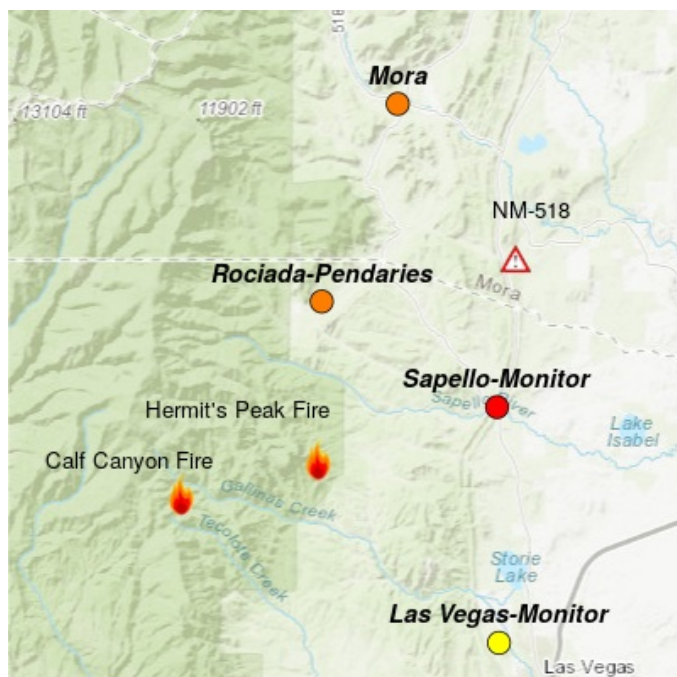 518
Mora
13104 ft
11902 ft
NM-518
Rociada-Pendaries
Mora
Sapello-Monitor
Sapello River
Hermit's Peak Fire
Lake
Isabel
Calf Canyon Fire
Gallinas Creek
Tecolote Creek
Storie
Lake
Las Vegas-Monitor
Las Vegas